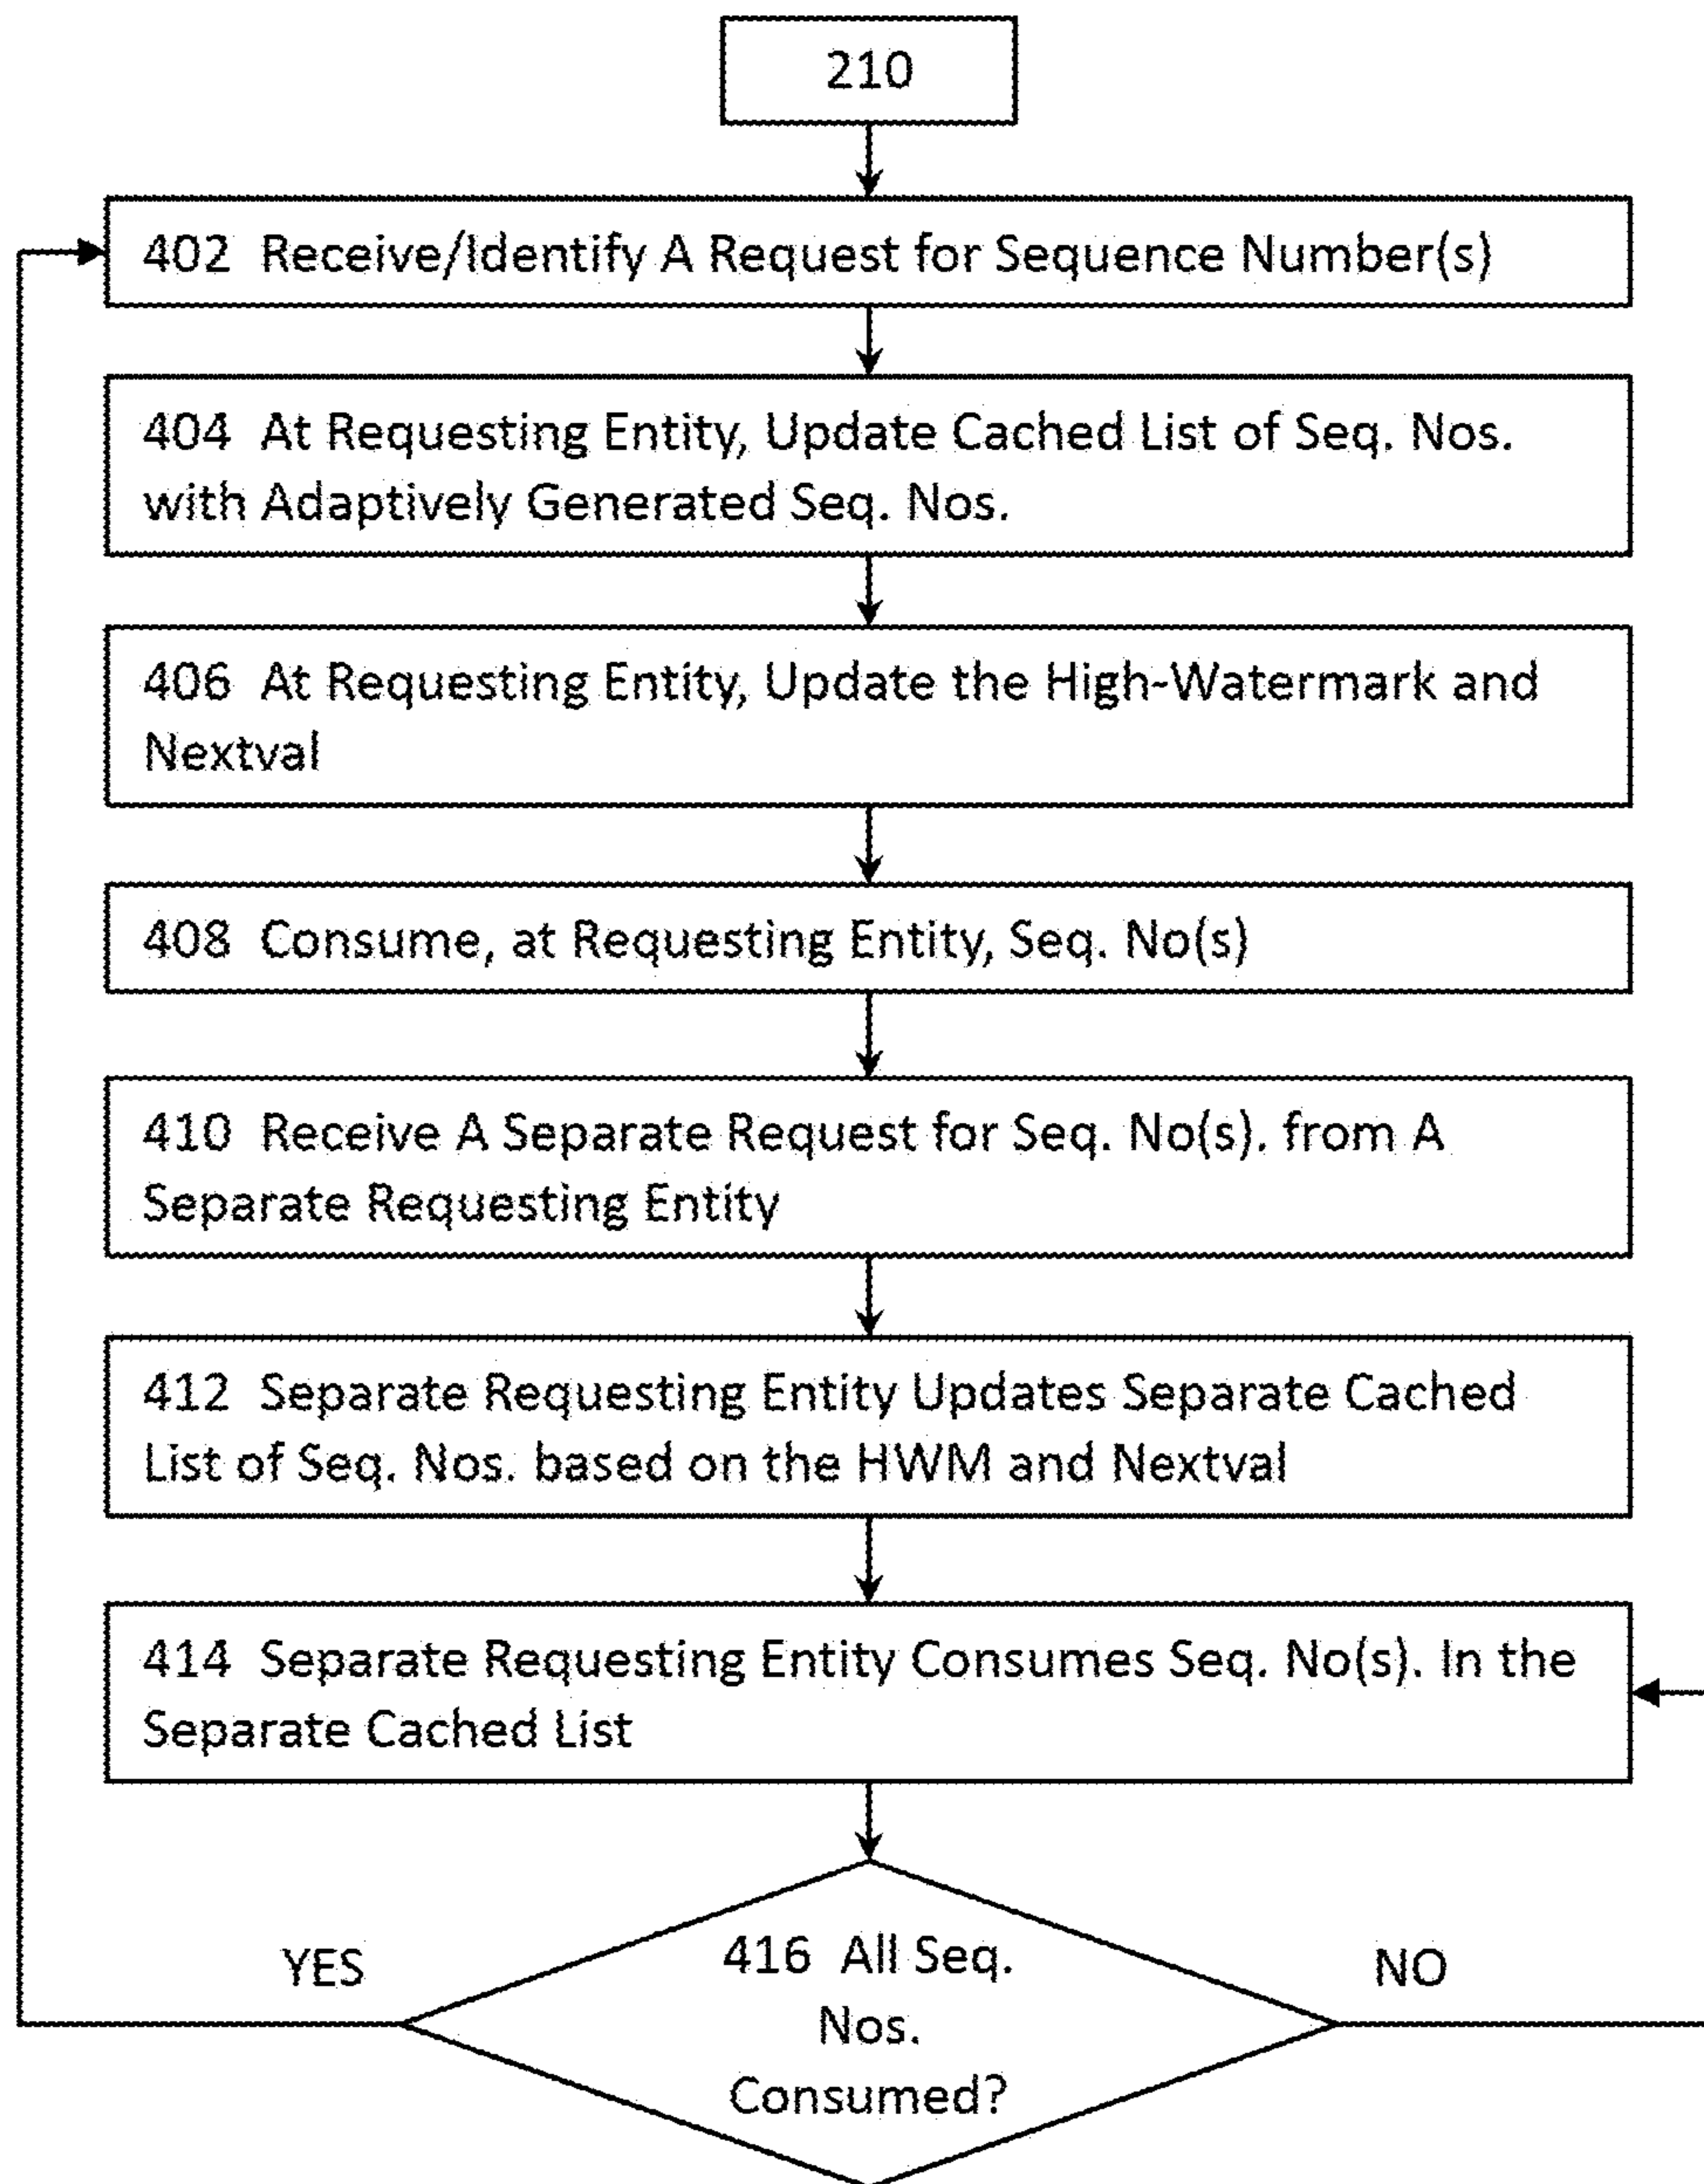 210
402 Receive/Identify A Request for Sequence Number(s)
404 At Requesting Entity, Update Cached List of Seq. Nos.
with Adaptively Generated Seq. Nos.
406 At Requesting Entity, Update the High-Watermark and
Nextval
408 Consume, at Requesting Entity, Seq. No(s)
410 Receive A Separate Request for Seq. No(s). from A
Separate Requesting Entity
412 Separate Requesting Entity Updates Separate Cached
List of Seq. Nos. based on the HWM and Nextval
414 Separate Requesting Entity Consumes Seq. No(s). In the
Separate Cached List
YES
416 All Seq.
Nos.
Consumed?
NO